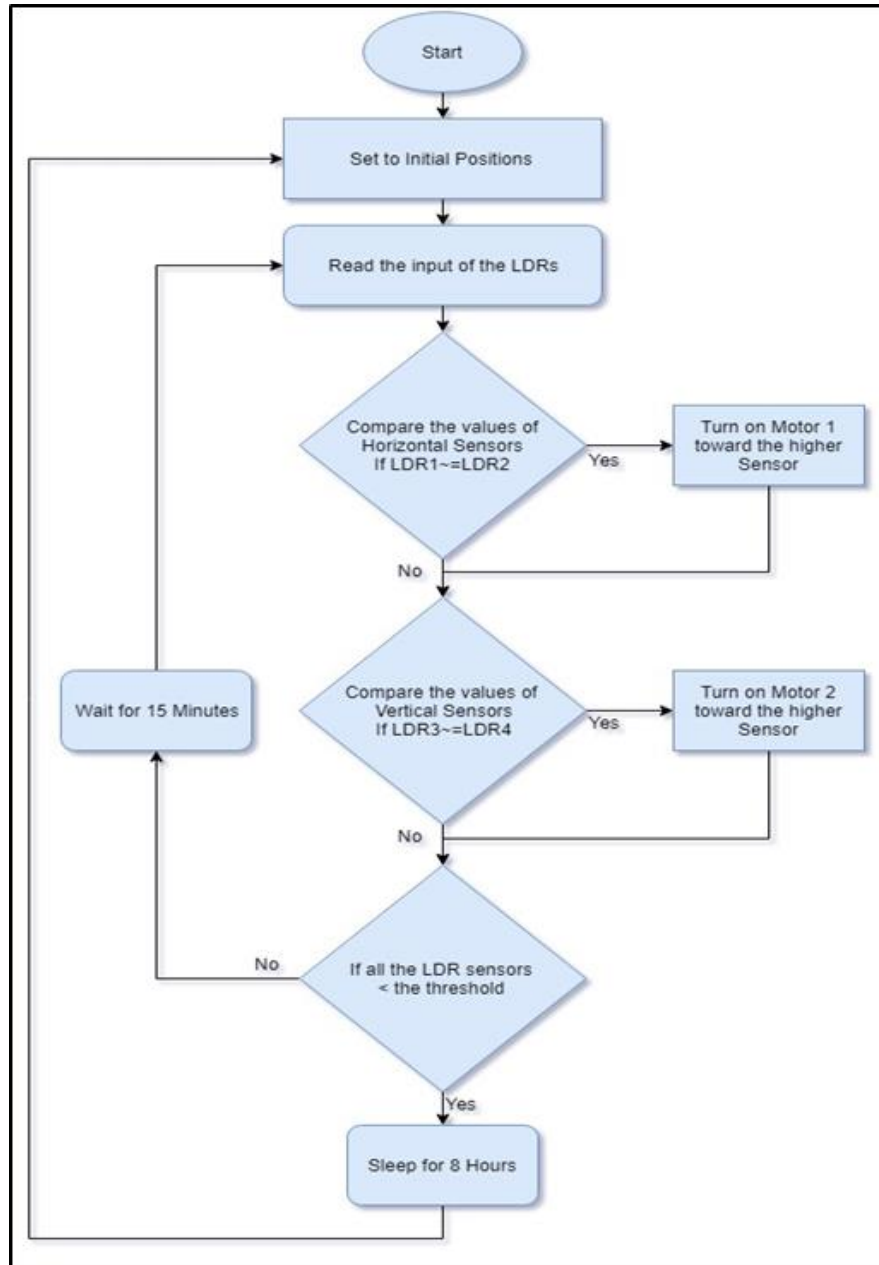 Start
Set to Initial Positions
Read the input of the LDRs
Compare the values of
Horizontal Sensors
If LDR1~=LDR2
Yes
Turn on Motor 1
toward the higher
Sensor
No
Compare the values of
Vertical Sensors
If LDR3~=LDR4
Yes
Turn on Motor 2
toward the higher
Sensor
Wait for 15 Minutes
No
If all the LDR sensors
< the threshold
No
Yes
Sleep for 8 Hours